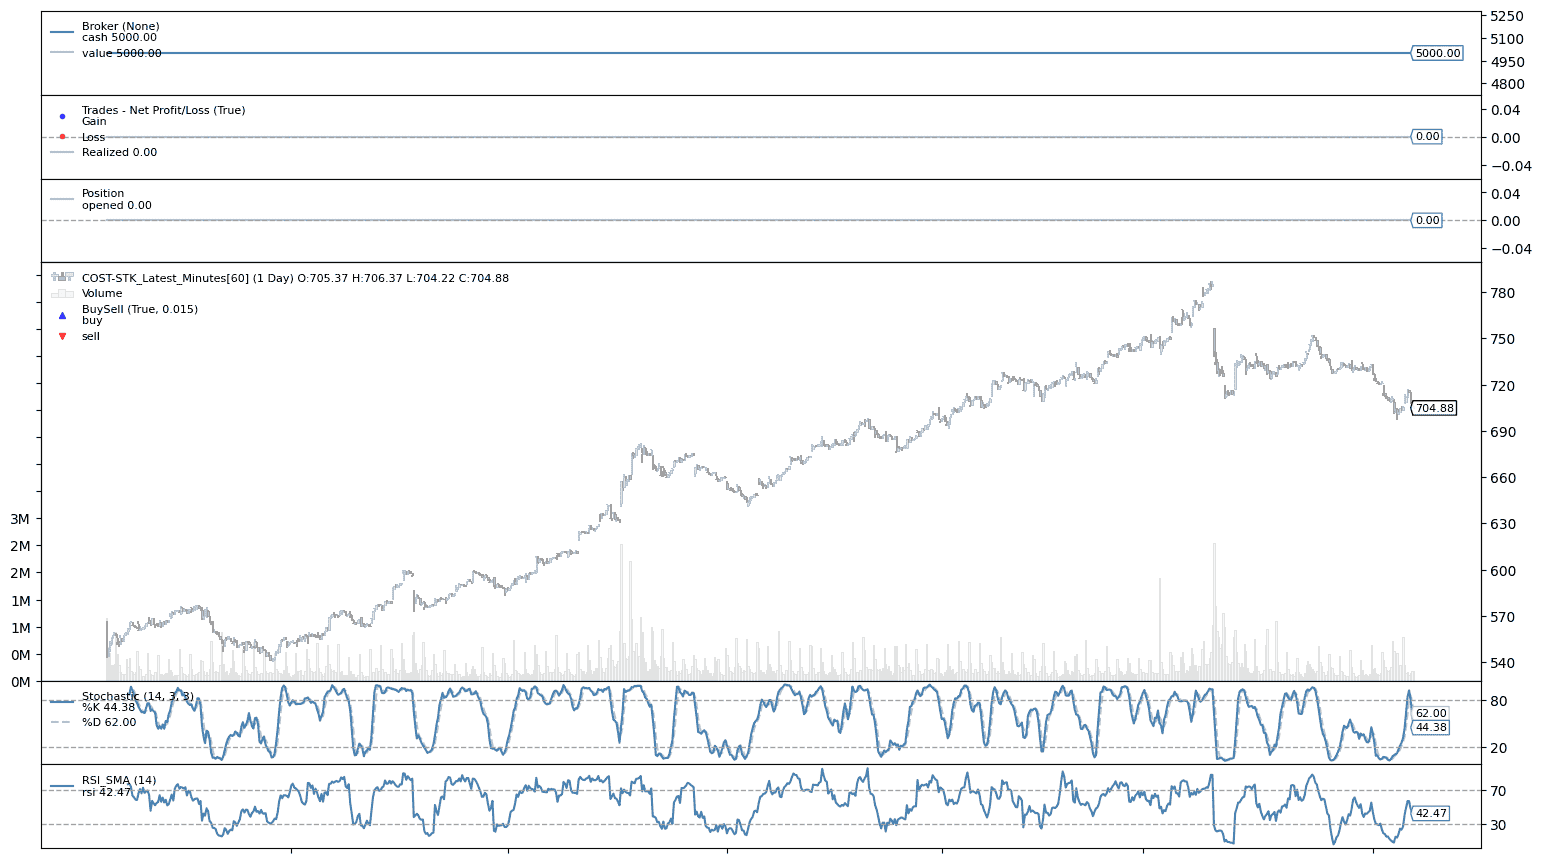 Broker (None)
cash 5000.00
value 5000.00
5250
5100
4950
4800
5000.00
Trades - Net Profit/Loss (True)
Gain
Loss
Realized 0.00
0.04
0.00
−0.04
0.00
Position
opened 0.00
0.04
0.00
−0.04
0.00
COST-STK_Latest_Minutes[60] (1 Day) O:705.37 H:706.37 L:704.22 C:704.88
Volume
BuySell (True, 0.015)
buy
sell
780
750
720
704.88
690
660
630
600
570
540
3M
2M
2M
1M
1M
0M
0M
Stochastic (14, 3, 3)
%K 44.38
%D 62.00
80
62.00
44.38
20
RSI_SMA (14)
rsi 42.47
70
42.47
30